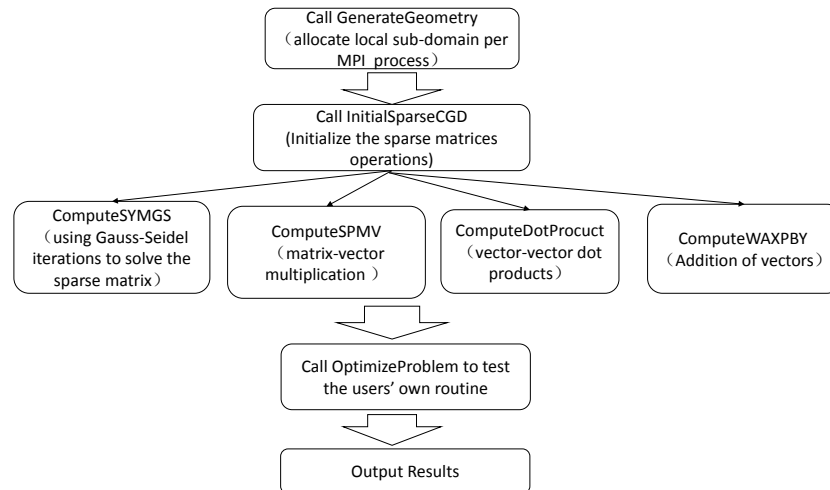 Call GenerateGeometry
（allocate local sub-domain per
MPI process）
Call InitialSparseCGD
(Initialize the sparse matrices
operations)
ComputeSYMGS
（using Gauss-Seidel
iterations to solve the
sparse matrix）
ComputeSPMV
（matrix-vector
multiplication ）
ComputeDotProcuct
（vector-vector dot
products）
ComputeWAXPBY
（Addition of vectors）
Call OptimizeProblem to test
the users’ own routine
Output Results